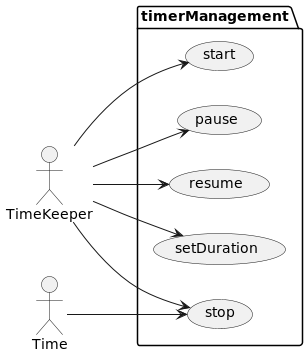 timerManagement
start
pause
resume
TimeKeeper
setDuration
stop
Time